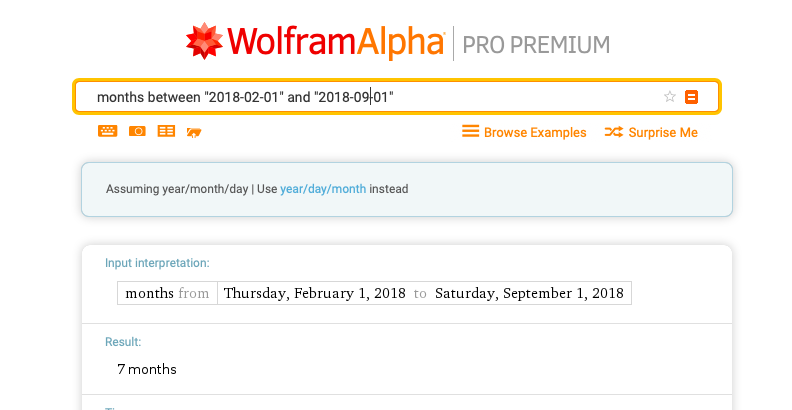 WolframAlpha PRO PREMIUM
months between "2018-02-01" and "2018-09-01"
Browse Examples Surprise Me
Assuming year/month/day | Use year/day/month instead
Input interpretation:
months from Thursday, February 1, 2018 to Saturday, September 1, 2018
Result:
7 months